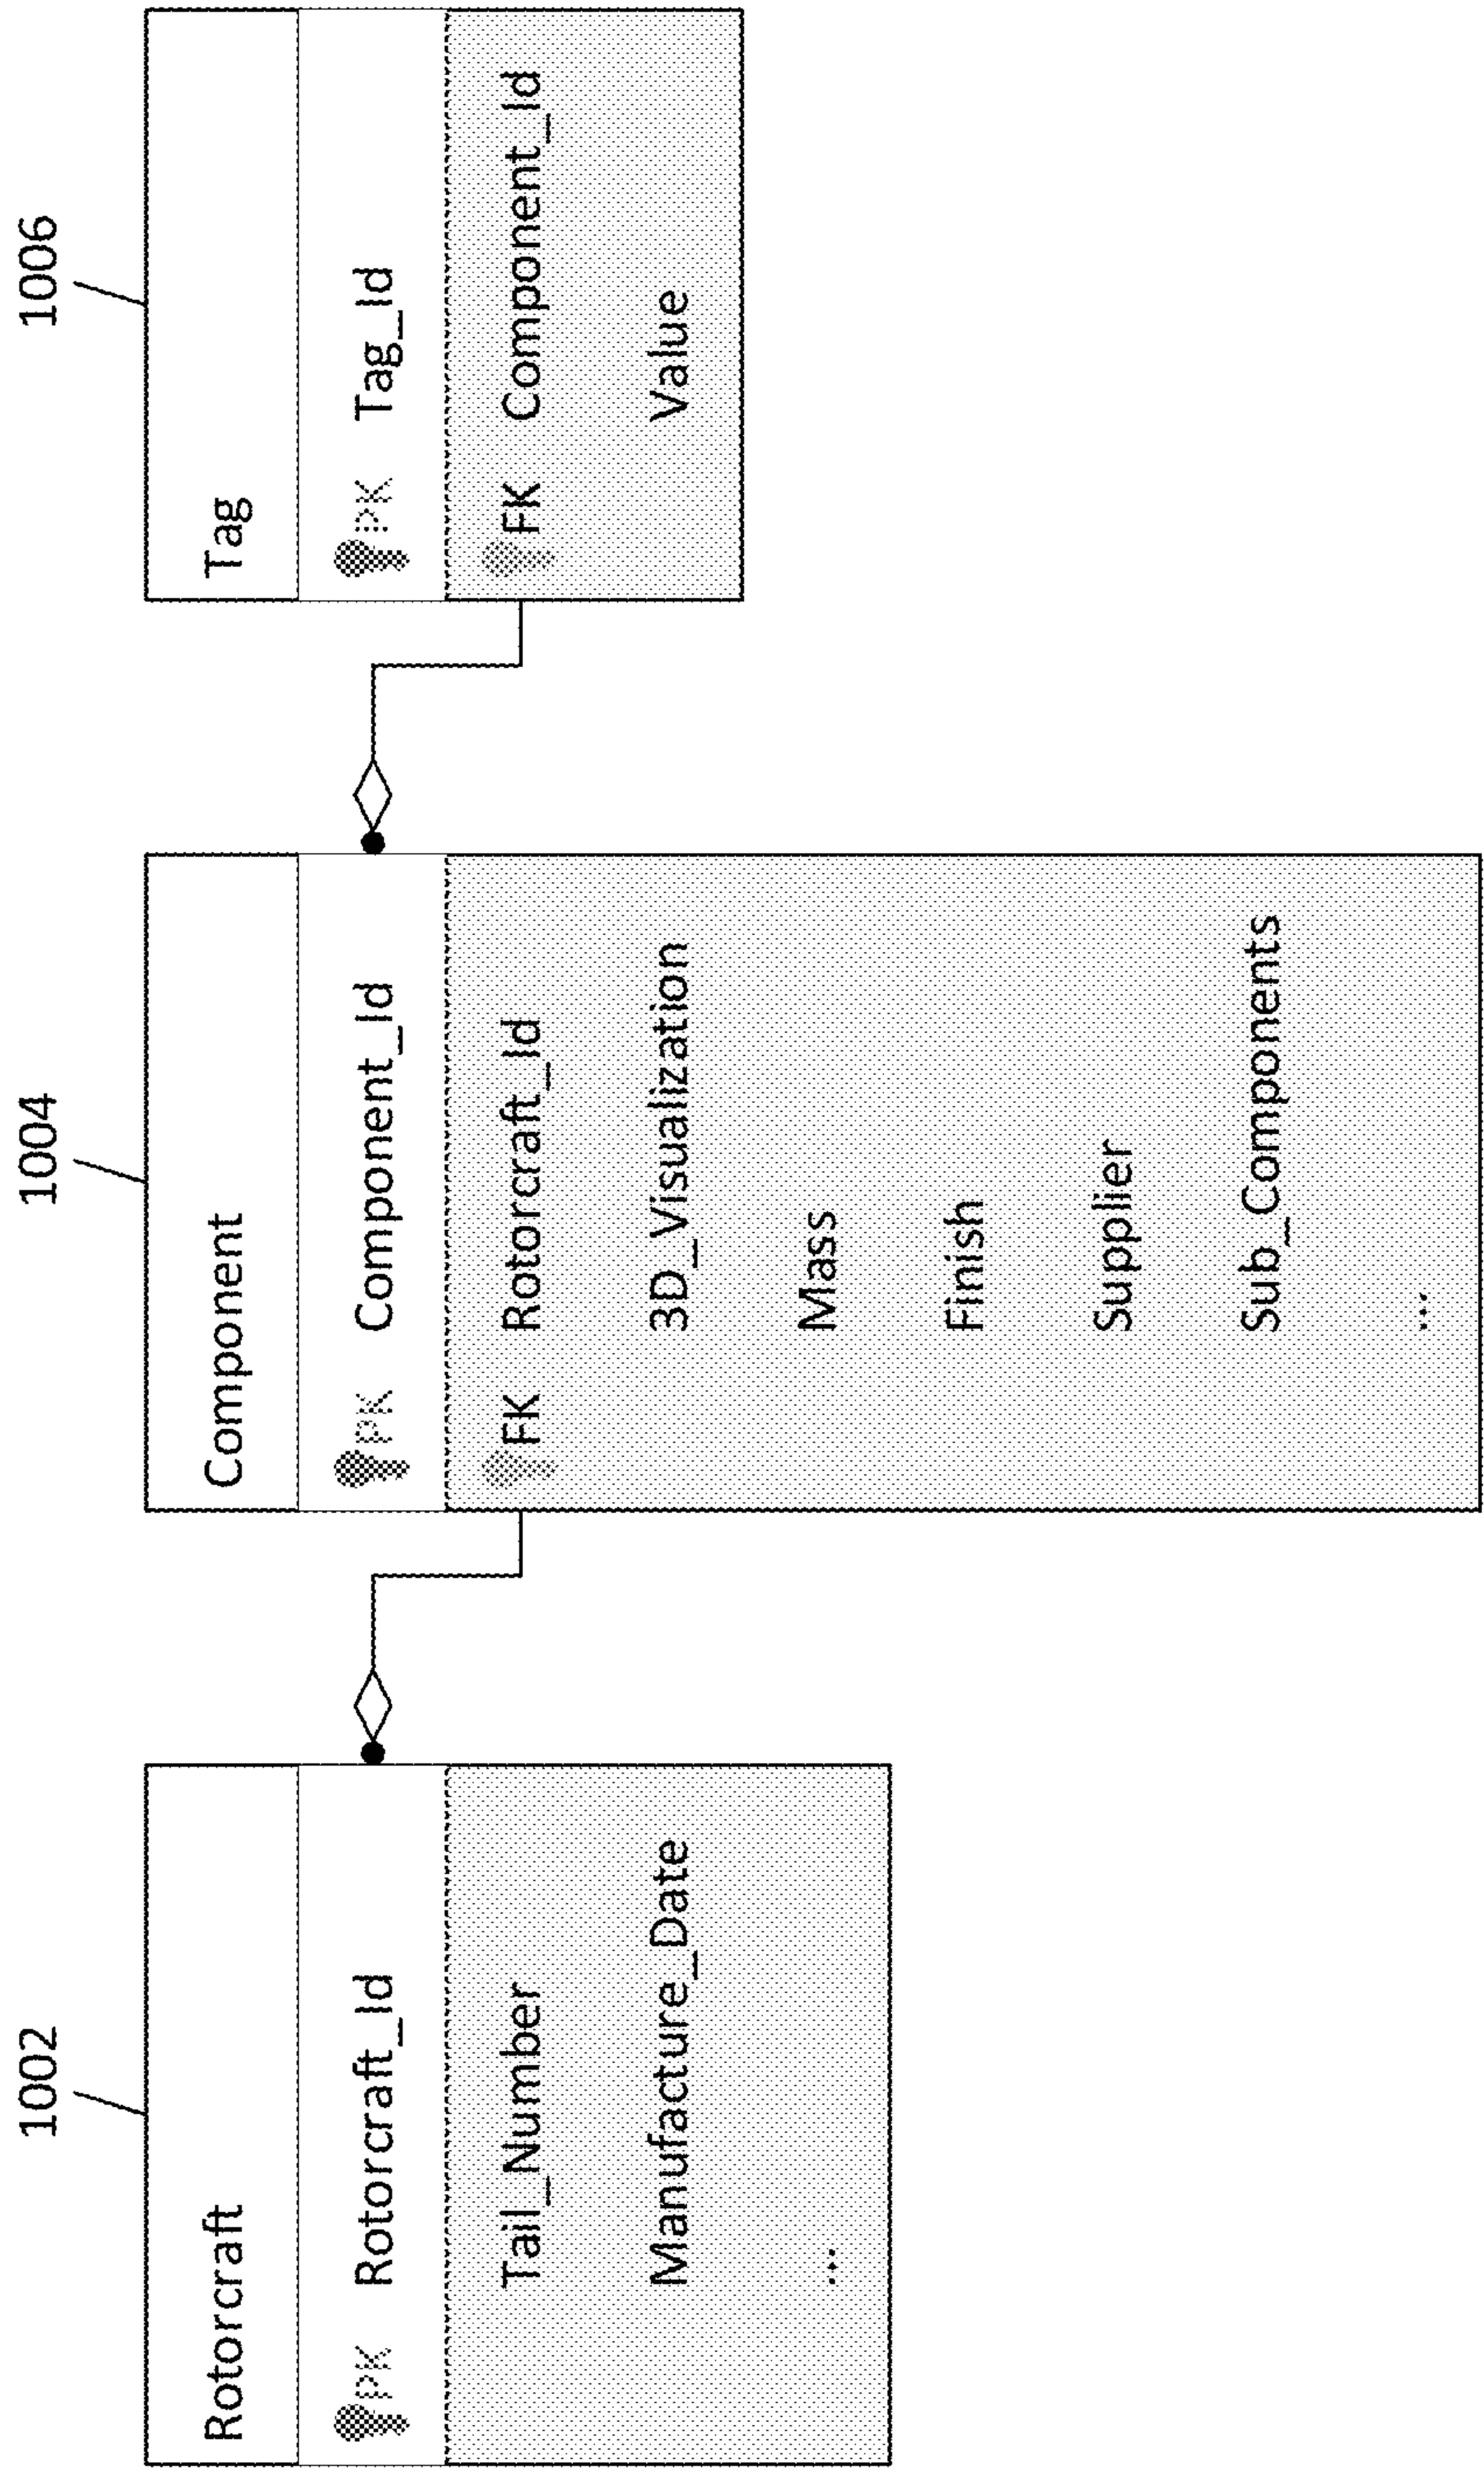 1002
Rotorcraft
PK Rotorcraft_Id
Tail_Number
Manufacture_Date
...
1004
Component
PK Component_Id
FK Rotorcraft_Id
3D_Visualization
Mass
Finish
Supplier
Sub_Components
...
1006
Tag
PK Tag_Id
FK Component_Id
Value